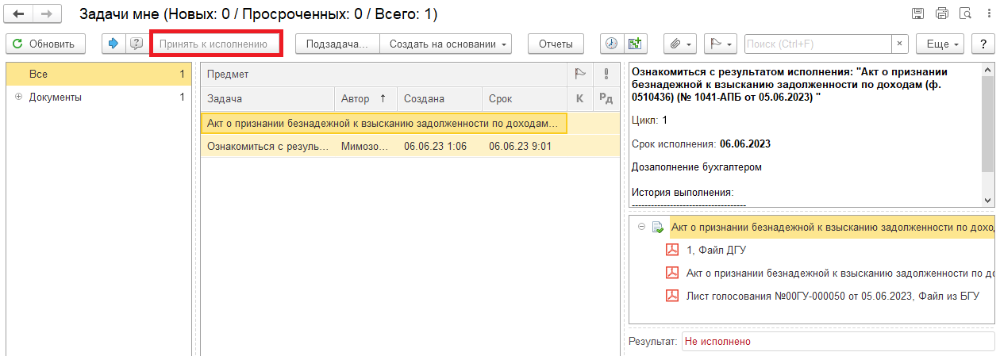 Задачи мне (Новых: 0 / Просроченных: 0 / Всего: 1)
Обновить Принять к исполнению Подзадача... Создать на основании Отчеты Поиск (Ctrl+F) × Еще ?
Все 1
Документы 1
Предмет
Задача Автор ↑ Создана Срок К Рд
Акт о признании безнадежной к взысканию задолженности по доходам...
Ознакомиться с резуль... Мимозо... 06.06.23 1:06 06.06.23 9:01
Ознакомиться с результатом исполнения: "Акт о признании
безнадежной к взысканию задолженности по доходам (ф.
0510436) (№ 1041-АПБ от 05.06.2023) "
Цикл: 1
Срок исполнения: 06.06.2023
Дозаполнение бухгалтером
История выполнения:
------------------------------------
Акт о признании безнадежной к взысканию задолженности по дохо
1, Файл ДГУ
Акт о признании безнадежной к взысканию задолженности по до
Лист голосования №00ГУ-000050 от 05.06.2023, Файл из БГУ
Результат: Не исполнено